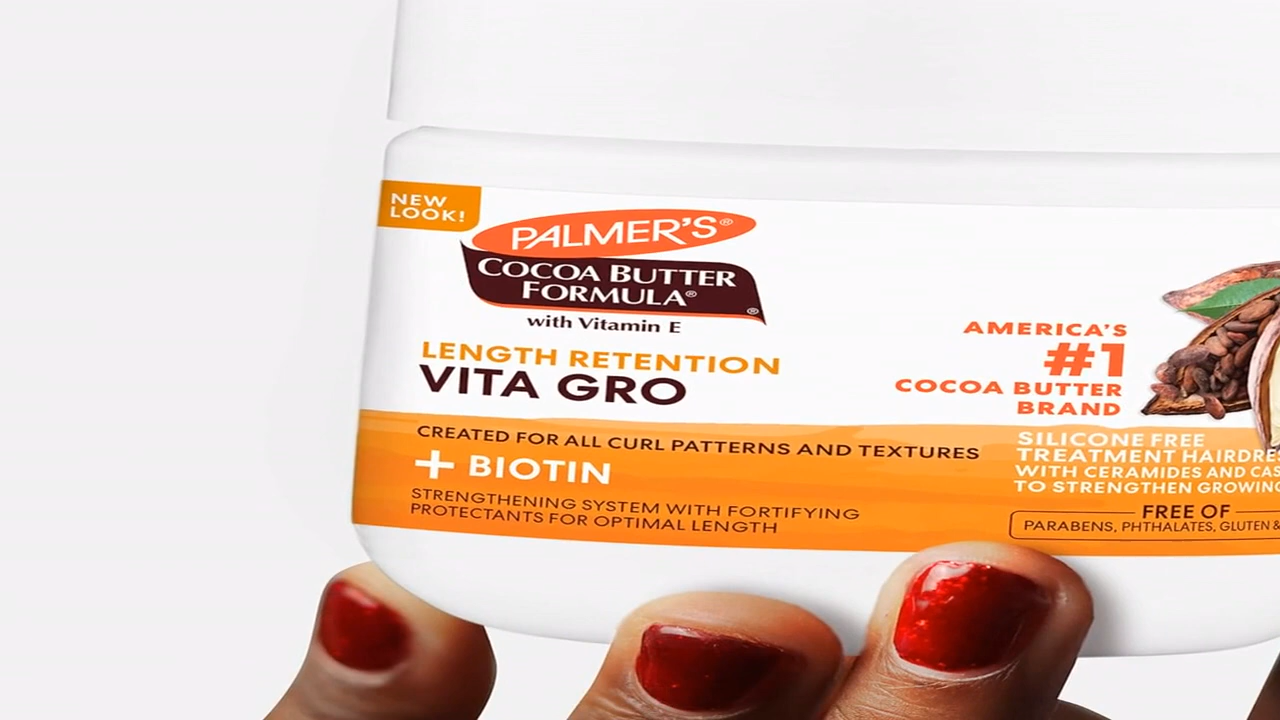 NEW
LOOK!
PALMER'S®
COCOA BUTTER
FORMULA®
®
with Vitamin E
LENGTH RETENTION
VITA GRO
CREATED FOR ALL CURL PATTERNS AND TEXTURES
+ BIOTIN
STRENGTHENING SYSTEM WITH FORTIFYING
PROTECTANTS FOR OPTIMAL LENGTH
AMERICA'S
#1
COCOA BUTTER
BRAND
SILICONE FREE
TREATMENT
WITH CERAMIDES AND
TO STRENGTHEN GROWING
FREE OF
PARABENS, PHTHALATES, GLUTEN &